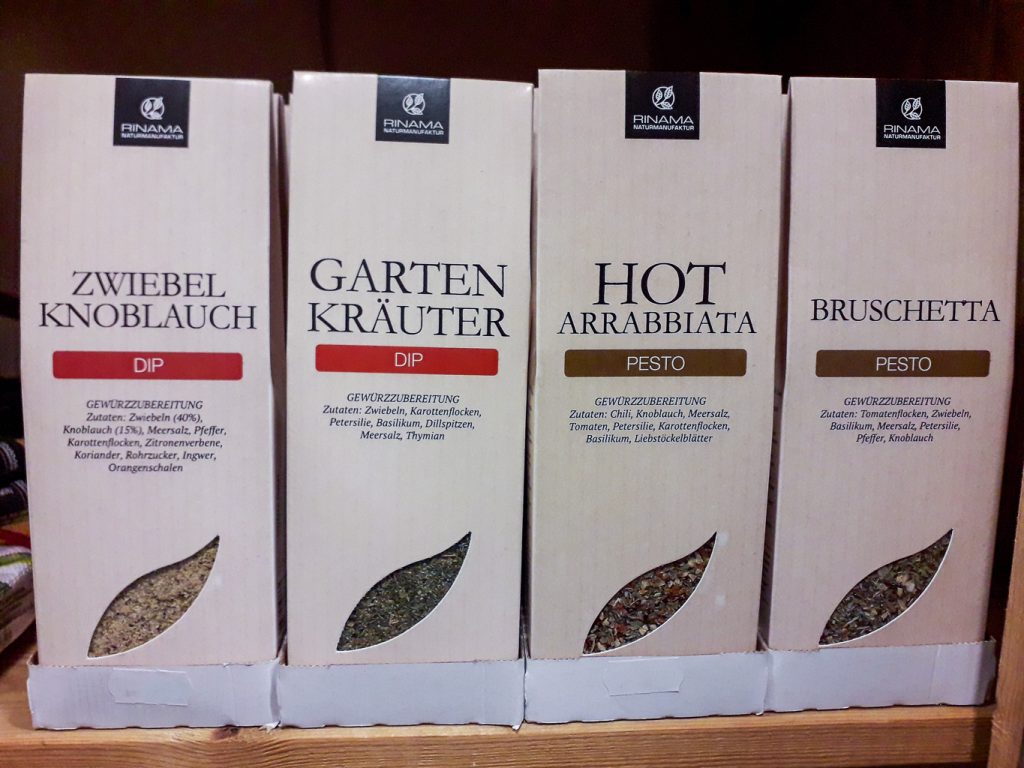 RINAMA
NATURMANUFAKTUR
ZWIEBEL
KNOBLAUCH
DIP
GEWÜRZZUBEREITUNG
Zutaten: Zwiebeln (40%),
Knoblauch (15%), Meersalz, Pfeffer,
Karottenflocken, Zitronenverbene,
Koriander, Rohrzucker, Ingwer,
Orangenschalen
RINAMA
NATURMANUFAKTUR
GARTEN
KRÄUTER
DIP
GEWÜRZZUBEREITUNG
Zutaten: Zwiebeln, Karottenflocken,
Petersilie, Basilikum, Dillspitzen,
Meersalz, Thymian
RINAMA
NATURMANUFAKTUR
HOT
ARRABBIATA
PESTO
GEWÜRZZUBEREITUNG
Zutaten: Chili, Knoblauch, Meersalz,
Tomaten, Petersilie, Karottenflocken,
Basilikum, Liebstöckelblätter
RINAMA
NATURMANUFAKTUR
BRUSCHETTA
PESTO
GEWÜRZZUBEREITUNG
Zutaten: Tomatenflocken, Zwiebeln,
Basilikum, Meersalz, Petersilie,
Pfeffer, Knoblauch